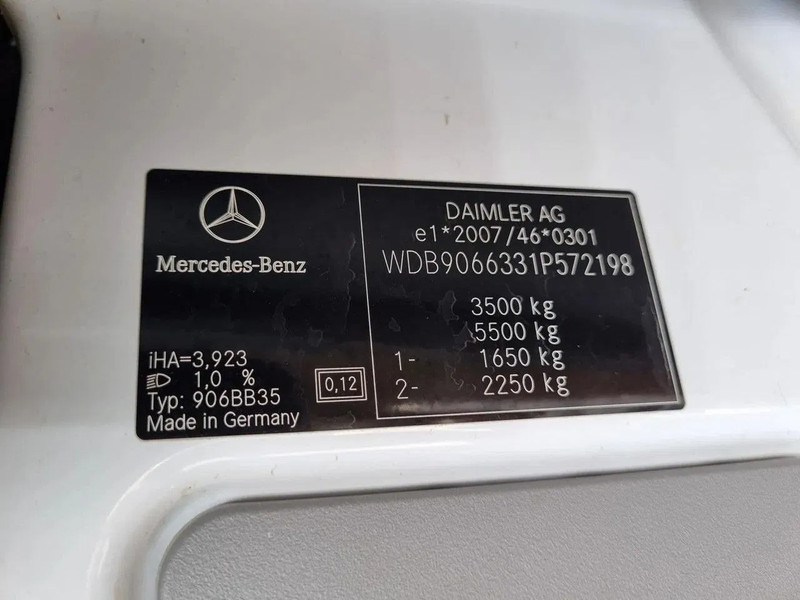 Mercedes-Benz
iHA=3,923
1,0 %
Typ: 906BB35
Made in Germany
0,12
DAIMLER AG
e1*2007/46*0301
WDB9066331P572198
3500 kg
5500 kg
1- 1650 kg
2- 2250 kg